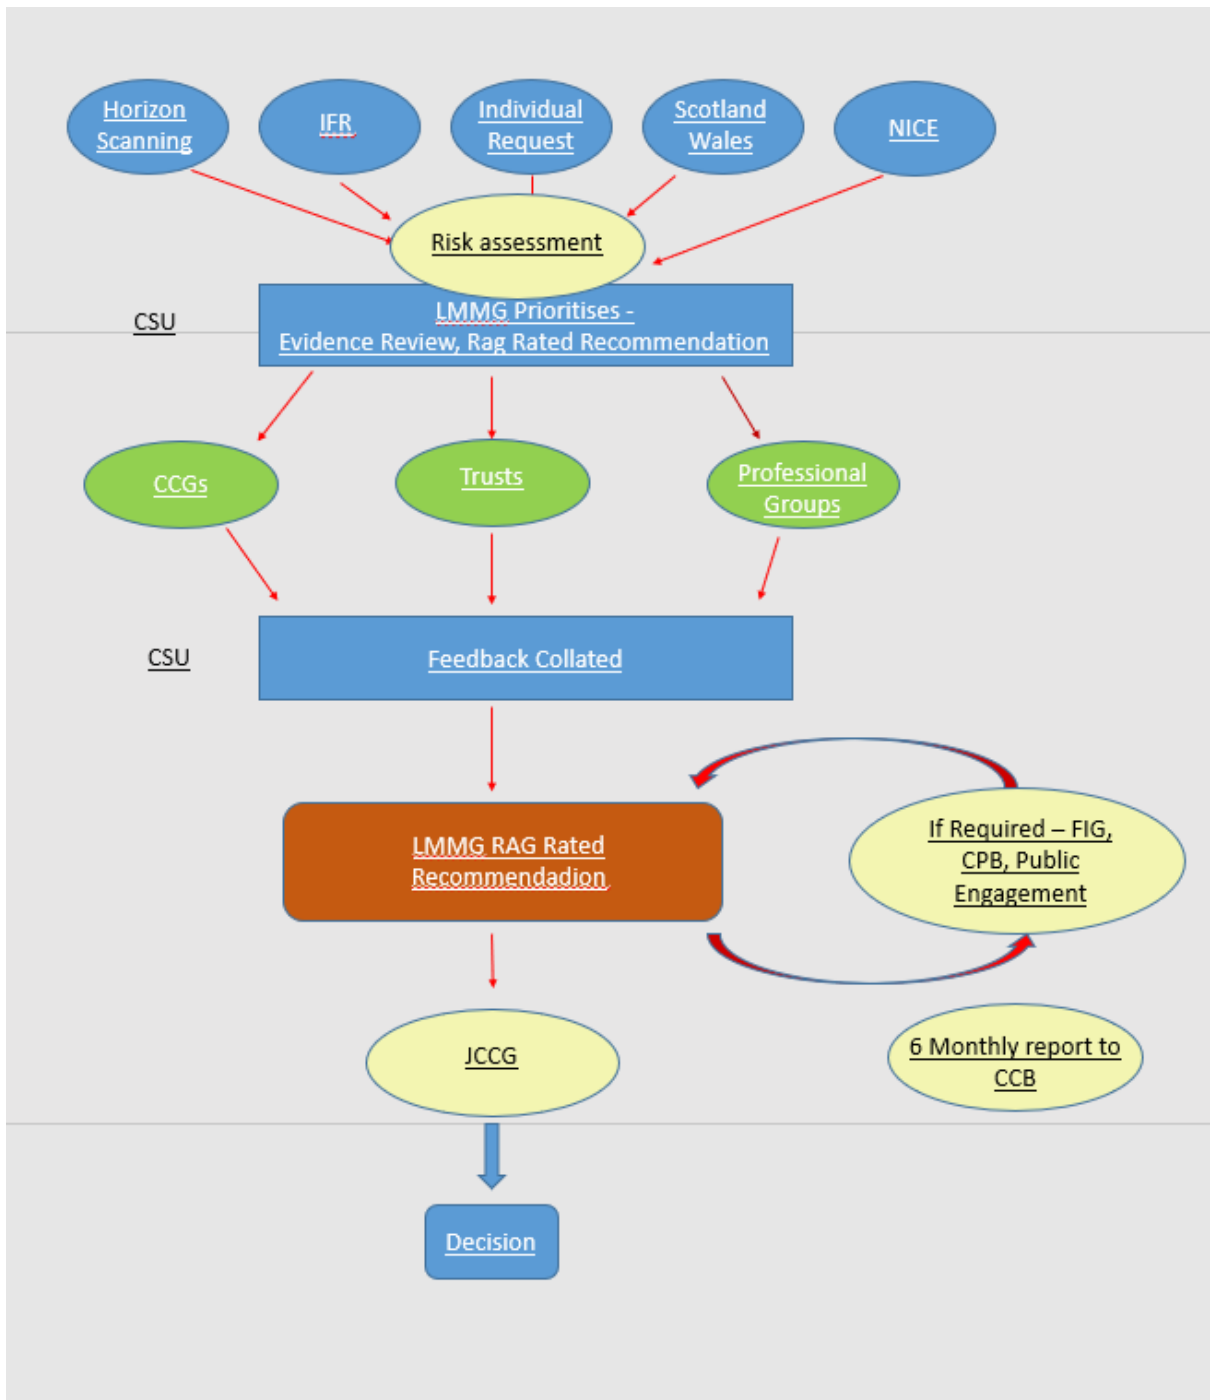 Horizon
Scanning
IFR
Individual
Request
Scotland
Wales
NICE
Risk assessment
CSU
LMMG Prioritises -
Evidence Review, Rag Rated Recommendation
CCGs
Trusts
Professional
Groups
CSU
Feedback Collated
LMMG RAG Rated
Recommendadion
If Required – FIG,
CPB, Public
Engagement
JCCG
6 Monthly report to
CCB
Decision